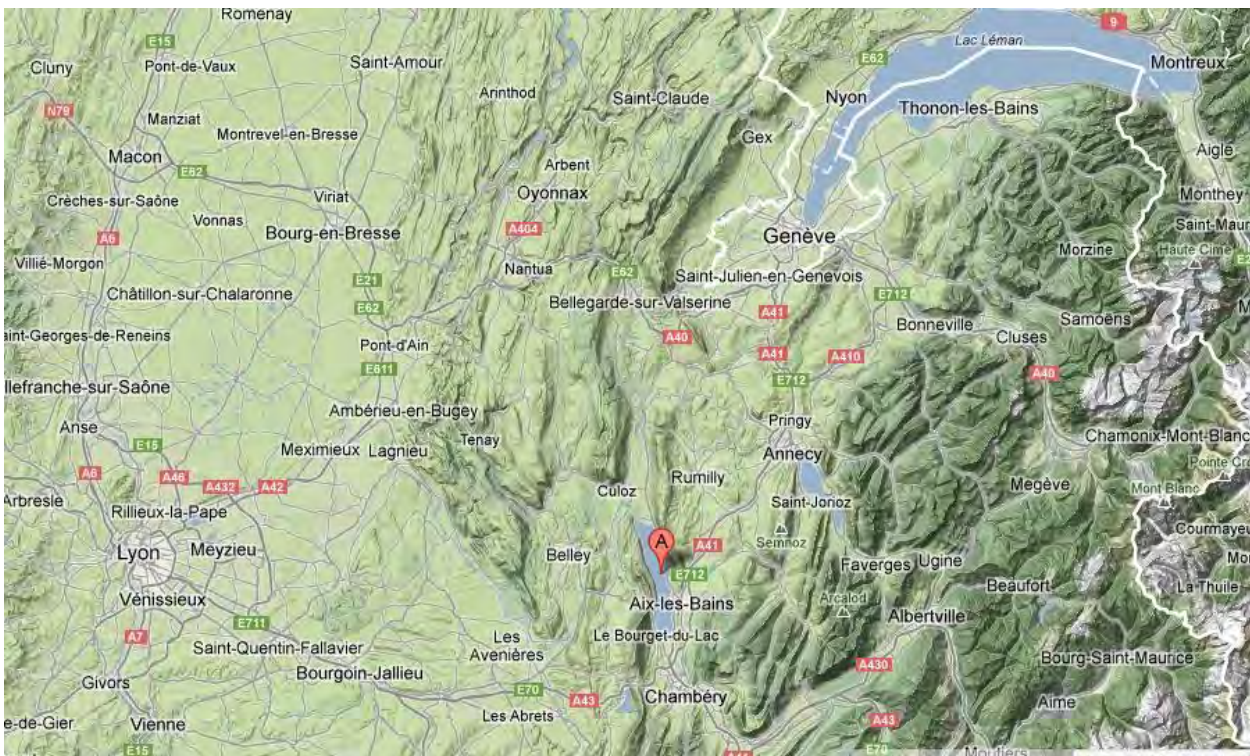 Romenay
9
E15
Lac Léman
Cluny
Pont-de-Vaux
Saint-Amour
E62
Montreux
Arinthod
Saint-Claude
Nyon
N79
Thonon-les-Bains
Manziat
Montrevel-en-Bresse
Gex
Macon
Aigle
E62
Arbent
Oyonnax
Monthey
Crèches-sur-Saône
Viriat
Vonnas
A6
Bourg-en-Bresse
A404
Genève
Saint-Maur
Morzine
Haute Cime
Villié-Morgon
Nantua
E62
Saint-Julien-en-Genevois
E21
Châtillon-sur-Chalaronne
E62
Bellegarde-sur-Valserine
E712
A41
Samoëns
Bonneville
aint-Georges-de-Reneins
Pont-d'Ain
A40
Cluses
A41
A410
E611
E712
A40
llefranche-sur-Saône
Ambérieu-en-Bugey
Pringy
Anse
E15
Tenay
Meximieux
Lagnieu
Annecy
Chamonix-Mont-Blanc
A6
A46
A432
A42
Rumilly
Pointe Cr
Culoz
Megève
Mont Blanc
Arbresle
Rillieux-la-Pape
Saint-Jorioz
Lyon
Meyzieu
Belley
A
A41
Semnoz
Courmayeu
E712
Faverges
Ugine
Beaufort
La Thuile
Vénissieux
Aix-les-Bains
Arcalod
Albertville
A7
E711
Le Bourget-du-Lac
Saint-Quentin-Fallavier
Les
Avenières
Bourg-Saint-Maurice
A430
Givors
Bourgoin-Jallieu
E70
A43
Chambéry
Aime
e-de-Gier
Vienne
Les Abrets
A43
E15
E70
Moutiers